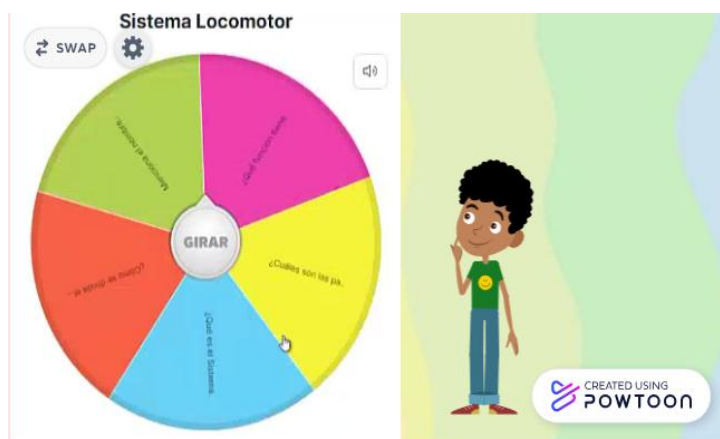 Sistema Locomotor
SWAP
Menciona el nombre...
¿Qué función tiene
¿Cómo se divide el ...
GIRAR
¿Cuáles son las pa..
¿Qué es el Sistema
CREATED USING
POWTOON